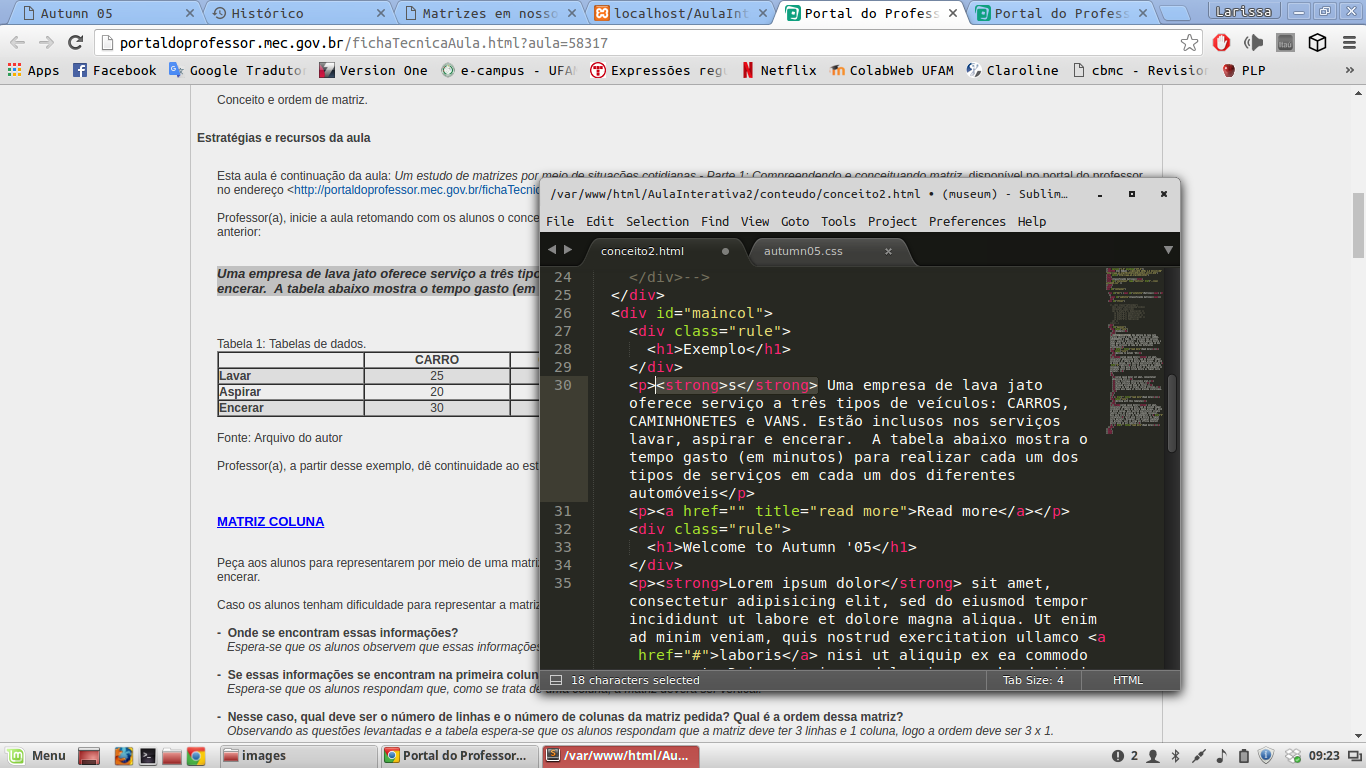 Autumn 05
Histórico
Matrizes em nosso
localhost/AulaInt
Portal do Profess
Portal do Profess
Larissa
portaldoprofessor.mec.gov.br/fichaTecnicaAula.html?aula=58317
Apps
Facebook
Google Tradutor
Version One
e-campus - UFAM
Expressões regu
Netflix
ColabWeb UFAM
Claroline
cbmc - Revision
PLP
»
Conceito e ordem de matriz.
Estratégias e recursos da aula
Esta aula é continuação da aula: Um estudo de matrizes por meio de situações cotidianas - Parte 1: Compreendendo e conceituando matriz, disponível no portal do professor
no endereço <http://portaldoprofessor.mec.gov.br/fichaTecni
Professor(a), inicie a aula retomando com os alunos o conce
anterior:
Uma empresa de lava jato oferece serviço a três tipo
encerar.  A tabela abaixo mostra o tempo gasto (em
Tabela 1: Tabelas de dados.
CARRO
Lavar 25
Aspirar 20
Encerar 30
Fonte: Arquivo do autor
Professor(a), a partir desse exemplo, dê continuidade ao est
MATRIZ COLUNA
Peça aos alunos para representarem por meio de uma matriz
encerar.
Caso os alunos tenham dificuldade para representar a matriz
-  Onde se encontram essas informações?
Espera-se que os alunos observem que essas informações
-  Se essas informações se encontram na primeira colun
Espera-se que os alunos respondam que, como se trata de uma coluna, a matriz deverá ser vertical.
-  Nesse caso, qual deve ser o número de linhas e o número de colunas da matriz pedida? Qual é a ordem dessa matriz?
Observando as questões levantadas e a tabela espera-se que os alunos respondam que a matriz deve ter 3 linhas e 1 coluna, logo a ordem deve ser 3 x 1.
/var/www/html/AulaInterativa2/conteudo/conceito2.html • (museum) - Sublim…
File Edit Selection Find View Goto Tools Project Preferences Help
conceito2.html
autumn05.css
24 </div>-->
25 </div>
26 <div id="maincol">
27 <div class="rule">
28 <h1>Exemplo</h1>
29 </div>
30 <p><strong>s</strong> Uma empresa de lava jato
oferece serviço a três tipos de veículos: CARROS,
CAMINHONETES e VANS. Estão inclusos nos serviços
lavar, aspirar e encerar.  A tabela abaixo mostra o
tempo gasto (em minutos) para realizar cada um dos
tipos de serviços em cada um dos diferentes
automóveis</p>
31 <p><a href="" title="read more">Read more</a></p>
32 <div class="rule">
33 <h1>Welcome to Autumn '05</h1>
34 </div>
35 <p><strong>Lorem ipsum dolor</strong> sit amet,
consectetur adipisicing elit, sed do eiusmod tempor
incididunt ut labore et dolore magna aliqua. Ut enim
ad minim veniam, quis nostrud exercitation ullamco <a
href="#">laboris</a> nisi ut aliquip ex ea commodo
18 characters selected
Tab Size: 4
HTML
Menu
images
Portal do Professor...
/var/www/html/Au...
2
09:23